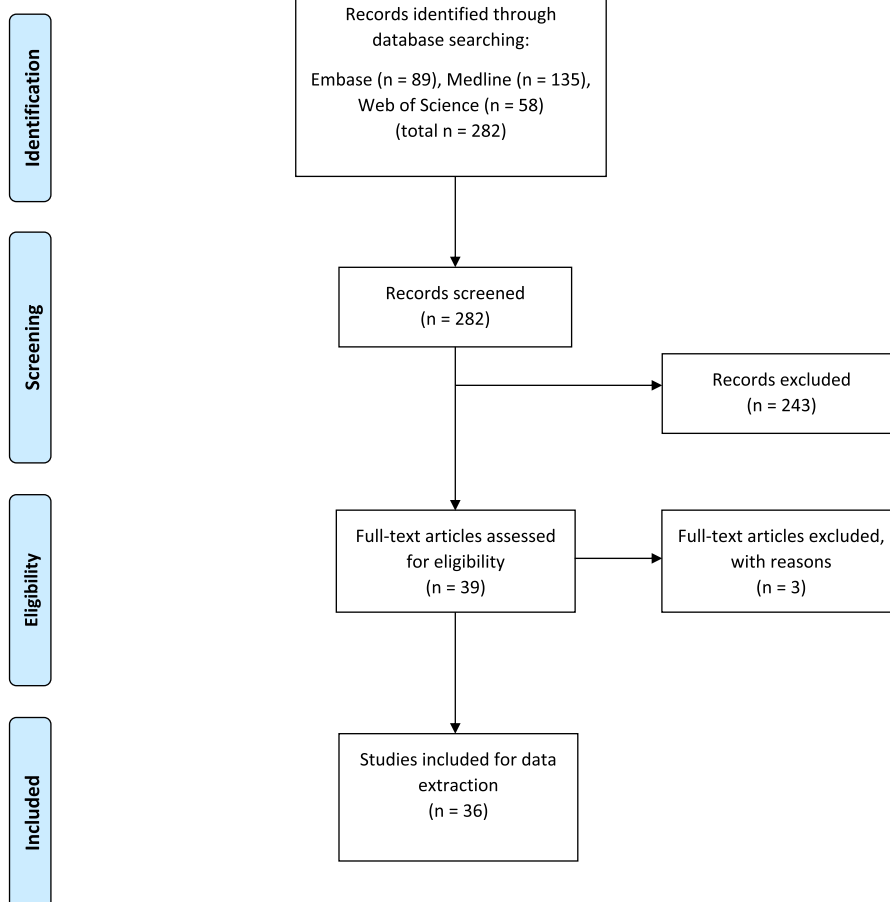 Identification
Records identified through
database searching:
Embase (n = 89), Medline (n = 135),
Web of Science (n = 58)
(total n = 282)
Screening
Records screened
(n = 282)
Records excluded
(n = 243)
Eligibility
Full-text articles assessed
for eligibility
(n = 39)
Full-text articles excluded,
with reasons
(n = 3)
Included
Studies included for data
extraction
(n = 36)